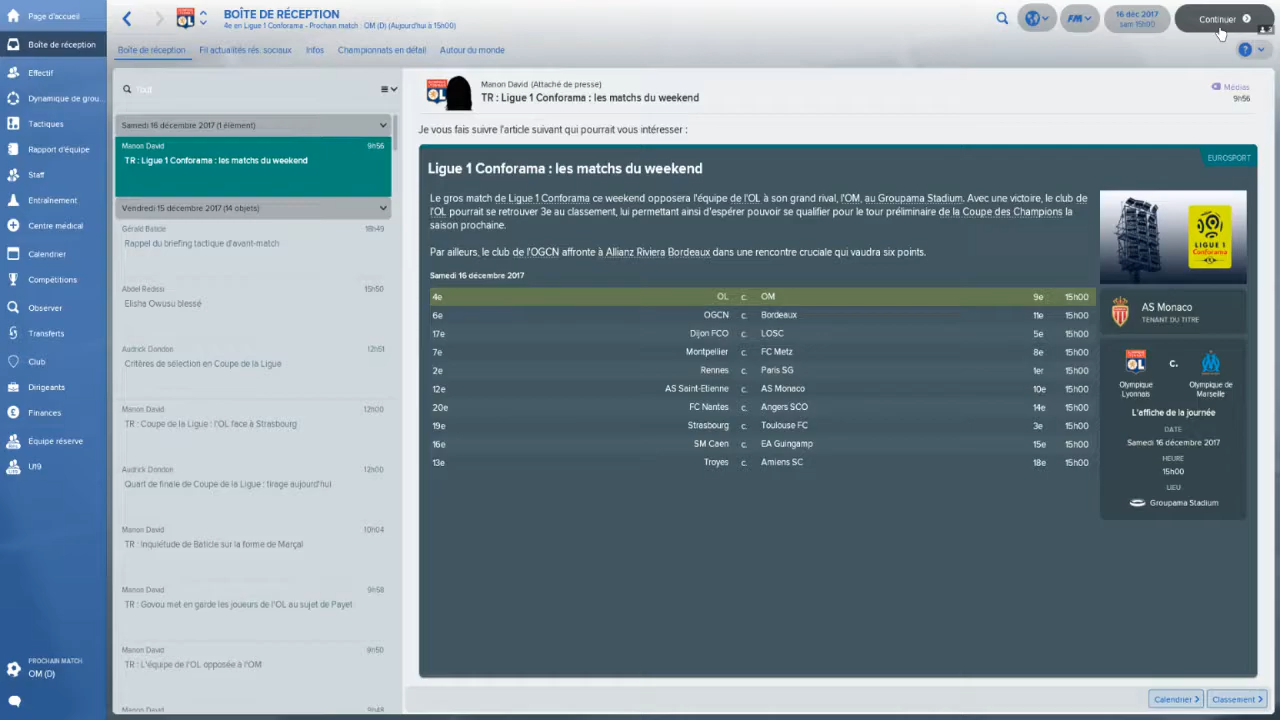 Page d'accueil
Boîte de réception
Effectif
Dynamique de grou...
Tactiques
Rapport d'équipe
Staff
Entraînement
Centre médical
Calendrier
Compétitions
Observer
Transferts
Club
Dirigeants
Finances
Équipe réserve
U19
PROCHAIN MATCH
OM (D)
BOÎTE DE RÉCEPTION
4e en Ligue 1 Conforama - Prochain match : OM (D) (Aujourd'hui à 15h00)
FM
16 déc 2017
sam 15h00
Continuer
Boîte de réception
Fil actualités rés. sociaux
Infos
Championnats en détail
Autour du monde
Tout
Samedi 16 décembre 2017 (1 élément)
Manon David 9h56
TR : Ligue 1 Conforama : les matchs du weekend
Vendredi 15 décembre 2017 (14 objets)
Gérald Baticle 18h49
Rappel du briefing tactique d'avant-match
Abdel Redissi 15h50
Elisha Owusu blessé
Audrick Dondon 12h51
Critères de sélection en Coupe de la Ligue
Manon David 12h00
TR : Coupe de la Ligue : l'OL face à Strasbourg
Audrick Dondon 12h00
Quart de finale de Coupe de la Ligue : tirage aujourd'hui
Manon David 10h04
TR : Inquiétude de Baticle sur la forme de Marçal
Manon David 9h58
TR : Govou met en garde les joueurs de l'OL au sujet de Payet
Manon David 9h50
TR : L'équipe de l'OL opposée à l'OM
Manon David 9h48
Manon David (Attaché de presse)
TR : Ligue 1 Conforama : les matchs du weekend
Médias
9h56
Je vous fais suivre l'article suivant qui pourrait vous intéresser :
EUROSPORT
Ligue 1 Conforama : les matchs du weekend
Le gros match de Ligue 1 Conforama ce weekend opposera l'équipe de l'OL à son grand rival, l'OM, au Groupama Stadium. Avec une victoire, le club de
l'OL pourrait se retrouver 3e au classement, lui permettant ainsi d'espérer pouvoir se qualifier pour le tour préliminaire de la Coupe des Champions la
saison prochaine.
Par ailleurs, le club de l'OGCN affronte à Allianz Riviera Bordeaux dans une rencontre cruciale qui vaudra six points.
Samedi 16 décembre 2017
4e OL c. OM 9e 15h00
6e OGCN c. Bordeaux 11e 15h00
17e Dijon FCO c. LOSC 5e 15h00
7e Montpellier c. FC Metz 8e 15h00
2e Rennes c. Paris SG 1er 15h00
12e AS Saint-Etienne c. AS Monaco 10e 15h00
20e FC Nantes c. Angers SCO 14e 15h00
19e Strasbourg c. Toulouse FC 3e 15h00
16e SM Caen c. EA Guingamp 15e 15h00
13e Troyes c. Amiens SC 18e 15h00
LIGUE 1
Conforama
AS Monaco
TENANT DU TITRE
c.
Olympique Lyonnais
Olympique de Marseille
L'affiche de la journée
DATE
Samedi 16 décembre 2017
HEURE
15h00
LIEU
Groupama Stadium
Calendrier
Classement